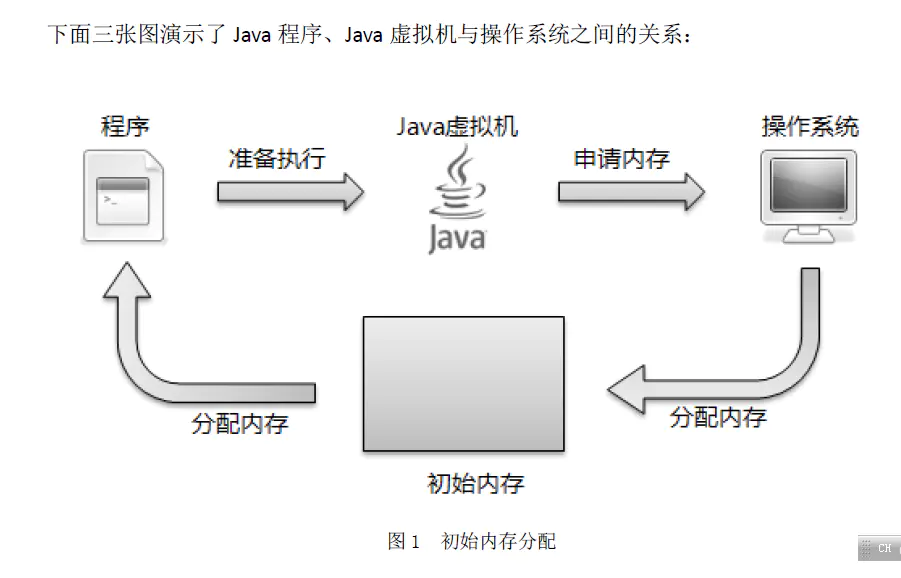 下面三张图演示了 Java 程序、Java 虚拟机与操作系统之间的关系：
程序
Java虚拟机
操作系统
准备执行
申请内存
>_
Java
分配内存
分配内存
初始内存
图 1 初始内存分配
CH